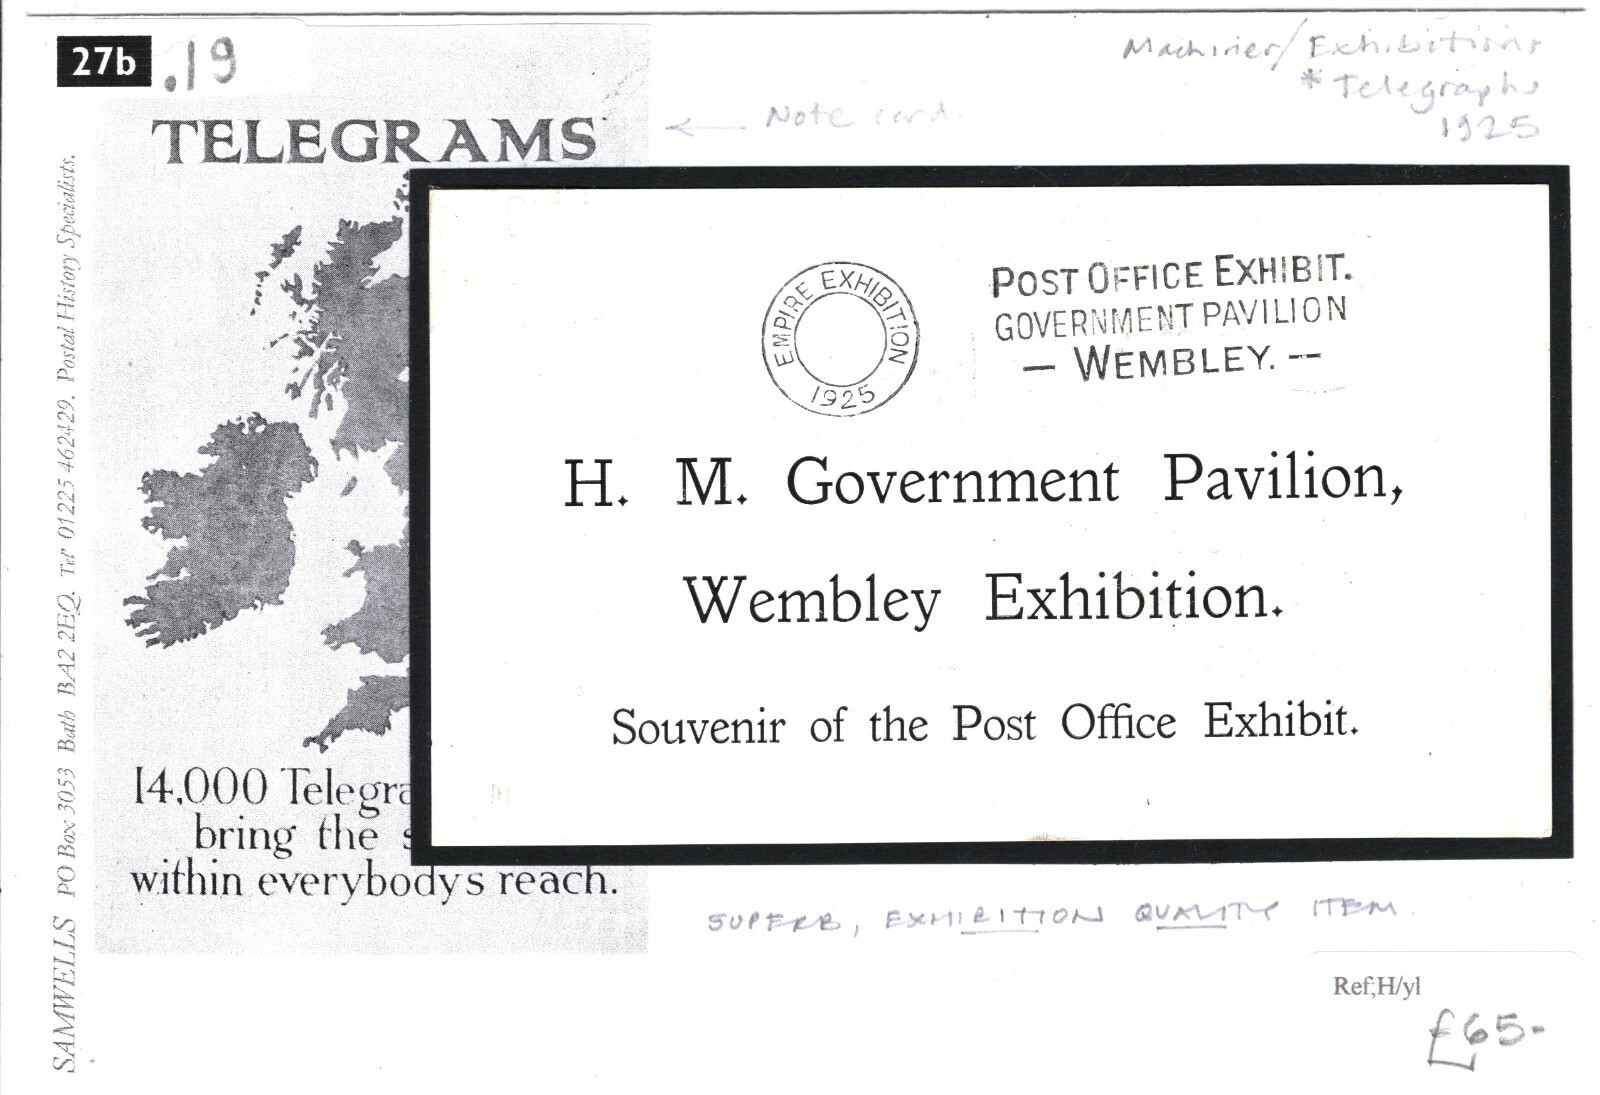 27b .19
Machinier/Exhibitions
* Telegraphs
1925
← Note card.
TELEGRAMS
EMPIRE EXHIBITION
1925
POST OFFICE EXHIBIT.
GOVERNMENT PAVILION
— WEMBLEY. --
H. M. Government Pavilion,
Wembley Exhibition.
Souvenir of the Post Office Exhibit.
14,000 Telegra
bring the s
within everybodys reach.
SUPERB, EXHIBITION QUALITY ITEM.
Ref;H/yl
£65-
SAMWELLS PO Box 3053 Bath BA2 2EQ. Tel' 01225 462429. Postal History Specialists.